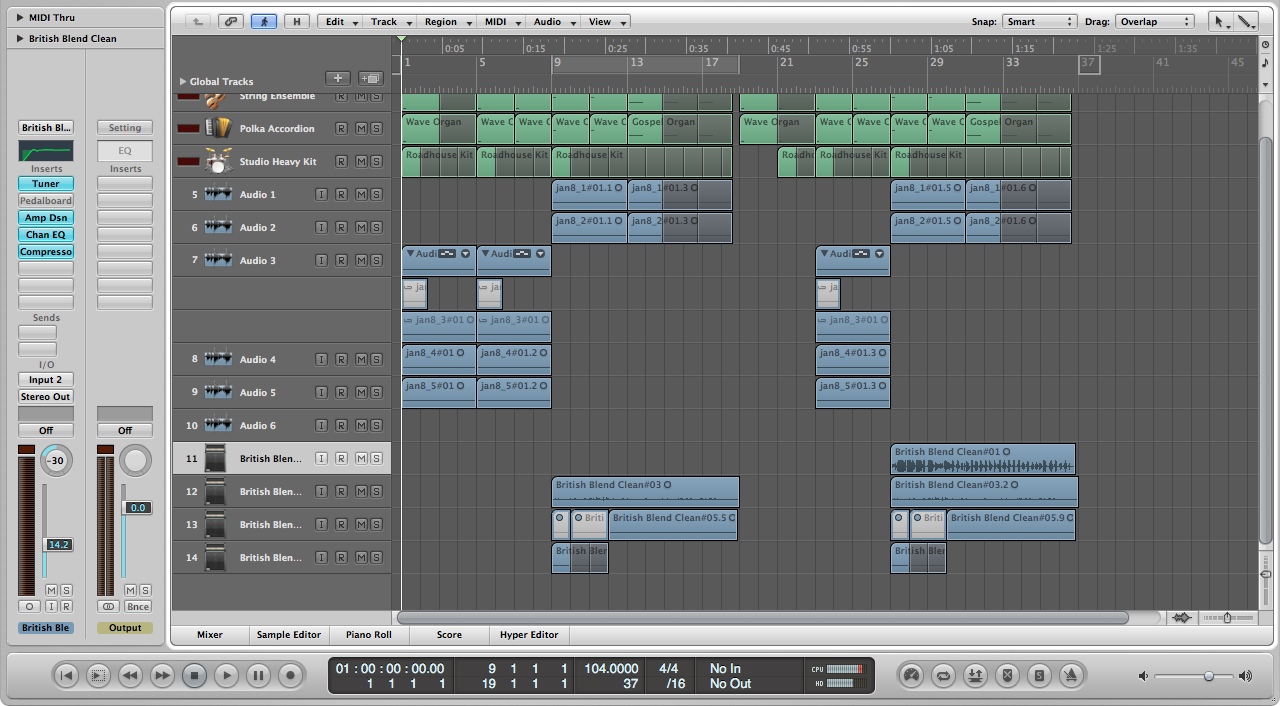 MIDI Thru
British Blend Clean
H Edit Track Region MIDI Audio View Snap: Smart Drag: Overlap
0:05 0:15 0:25 0:35 0:45 0:55 1:05 1:15 1:25 1:35
1 5 9 13 17 21 25 29 33 37 41 45
Global Tracks
British Bl... Setting
EQ
Inserts Inserts
Tuner
Pedalboard
Amp Dsn
Chan EQ
Compresso
Sends
I/O
Input 2
Stereo Out
Off Off
-30
0.0
14.2
M S M S
I R Bnce
British Ble Output
String Ensemble R M S
Polka Accordion R M S Wave Organ Wave C Wave C Wave C Wave C Gospel Organ Wave Organ Wave C Wave C Wave C Wave C Gospel Organ
Studio Heavy Kit R M S Roadhouse Kit Roadhouse Kit Roadhouse Kit Roadh Roadhouse Kit Roadhouse Kit
5 Audio 1 I R M S jan8_1#01.1 jan8_1#01.3 jan8_1#01.5 jan8_1#01.6
6 Audio 2 I R M S jan8_2#01.1 jan8_2#01.3 jan8_2#01.5 jan8_2#01.6
7 Audio 3 I R M S Audi Audi Audi
ja ja ja
jan8_3#01 jan8_3#01 jan8_3#01
8 Audio 4 I R M S jan8_4#01 jan8_4#01.2 jan8_4#01.3
9 Audio 5 I R M S jan8_5#01 jan8_5#01.2 jan8_5#01.3
10 Audio 6 I R M S
11 British Blen... I R M S British Blend Clean#01
12 British Blen... I R M S British Blend Clean#03 British Blend Clean#03.2
13 British Blen... I R M S Briti British Blend Clean#05.5 Briti British Blend Clean#05.9
14 British Blen... I R M S British Blen British Blen
Mixer Sample Editor Piano Roll Score Hyper Editor
01 : 00 : 00 : 00.00 9 1 1 1 104.0000 4/4 No In CPU
1 1 1 1 19 1 1 1 37 /16 No Out HD
S